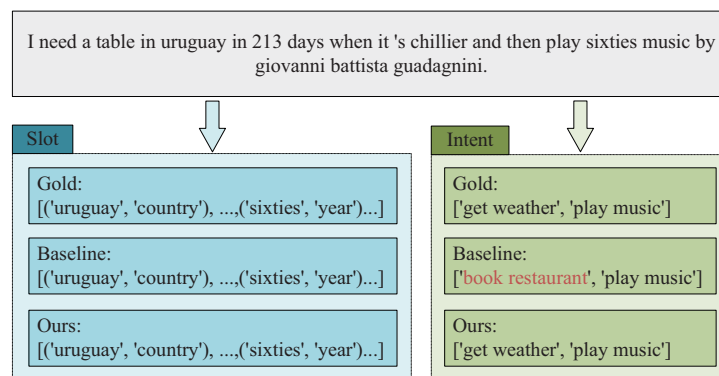 I need a table in uruguay in 213 days when it 's chillier and then play sixties music by
giovanni battista guadagnini.
Slot
Gold:
[('uruguay', 'country'), ...,('sixties', 'year')...]
Baseline:
[('uruguay', 'country'), ...,('sixties', 'year')...]
Ours:
[('uruguay', 'country'), ...,('sixties', 'year')...]
Intent
Gold:
['get weather', 'play music']
Baseline:
['book restaurant', 'play music']
Ours:
['get weather', 'play music']